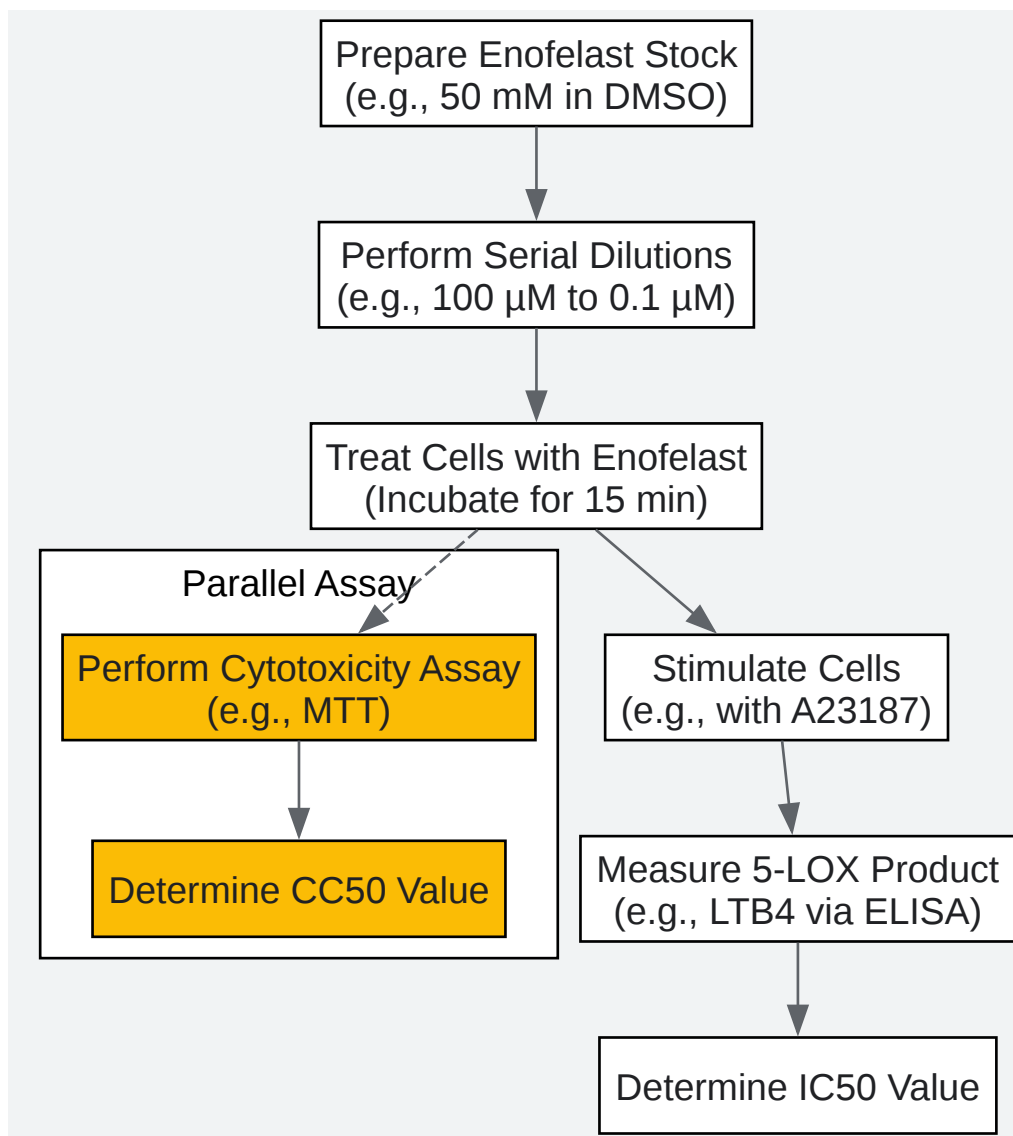 Prepare Enofelast Stock
(e.g., 50 mM in DMSO)
Perform Serial Dilutions
(e.g., 100 µM to 0.1 µM)
Treat Cells with Enofelast
(Incubate for 15 min)
Parallel Assay
Perform Cytotoxicity Assay
(e.g., MTT)
Determine CC50 Value
Stimulate Cells
(e.g., with A23187)
Measure 5-LOX Product
(e.g., LTB4 via ELISA)
Determine IC50 Value